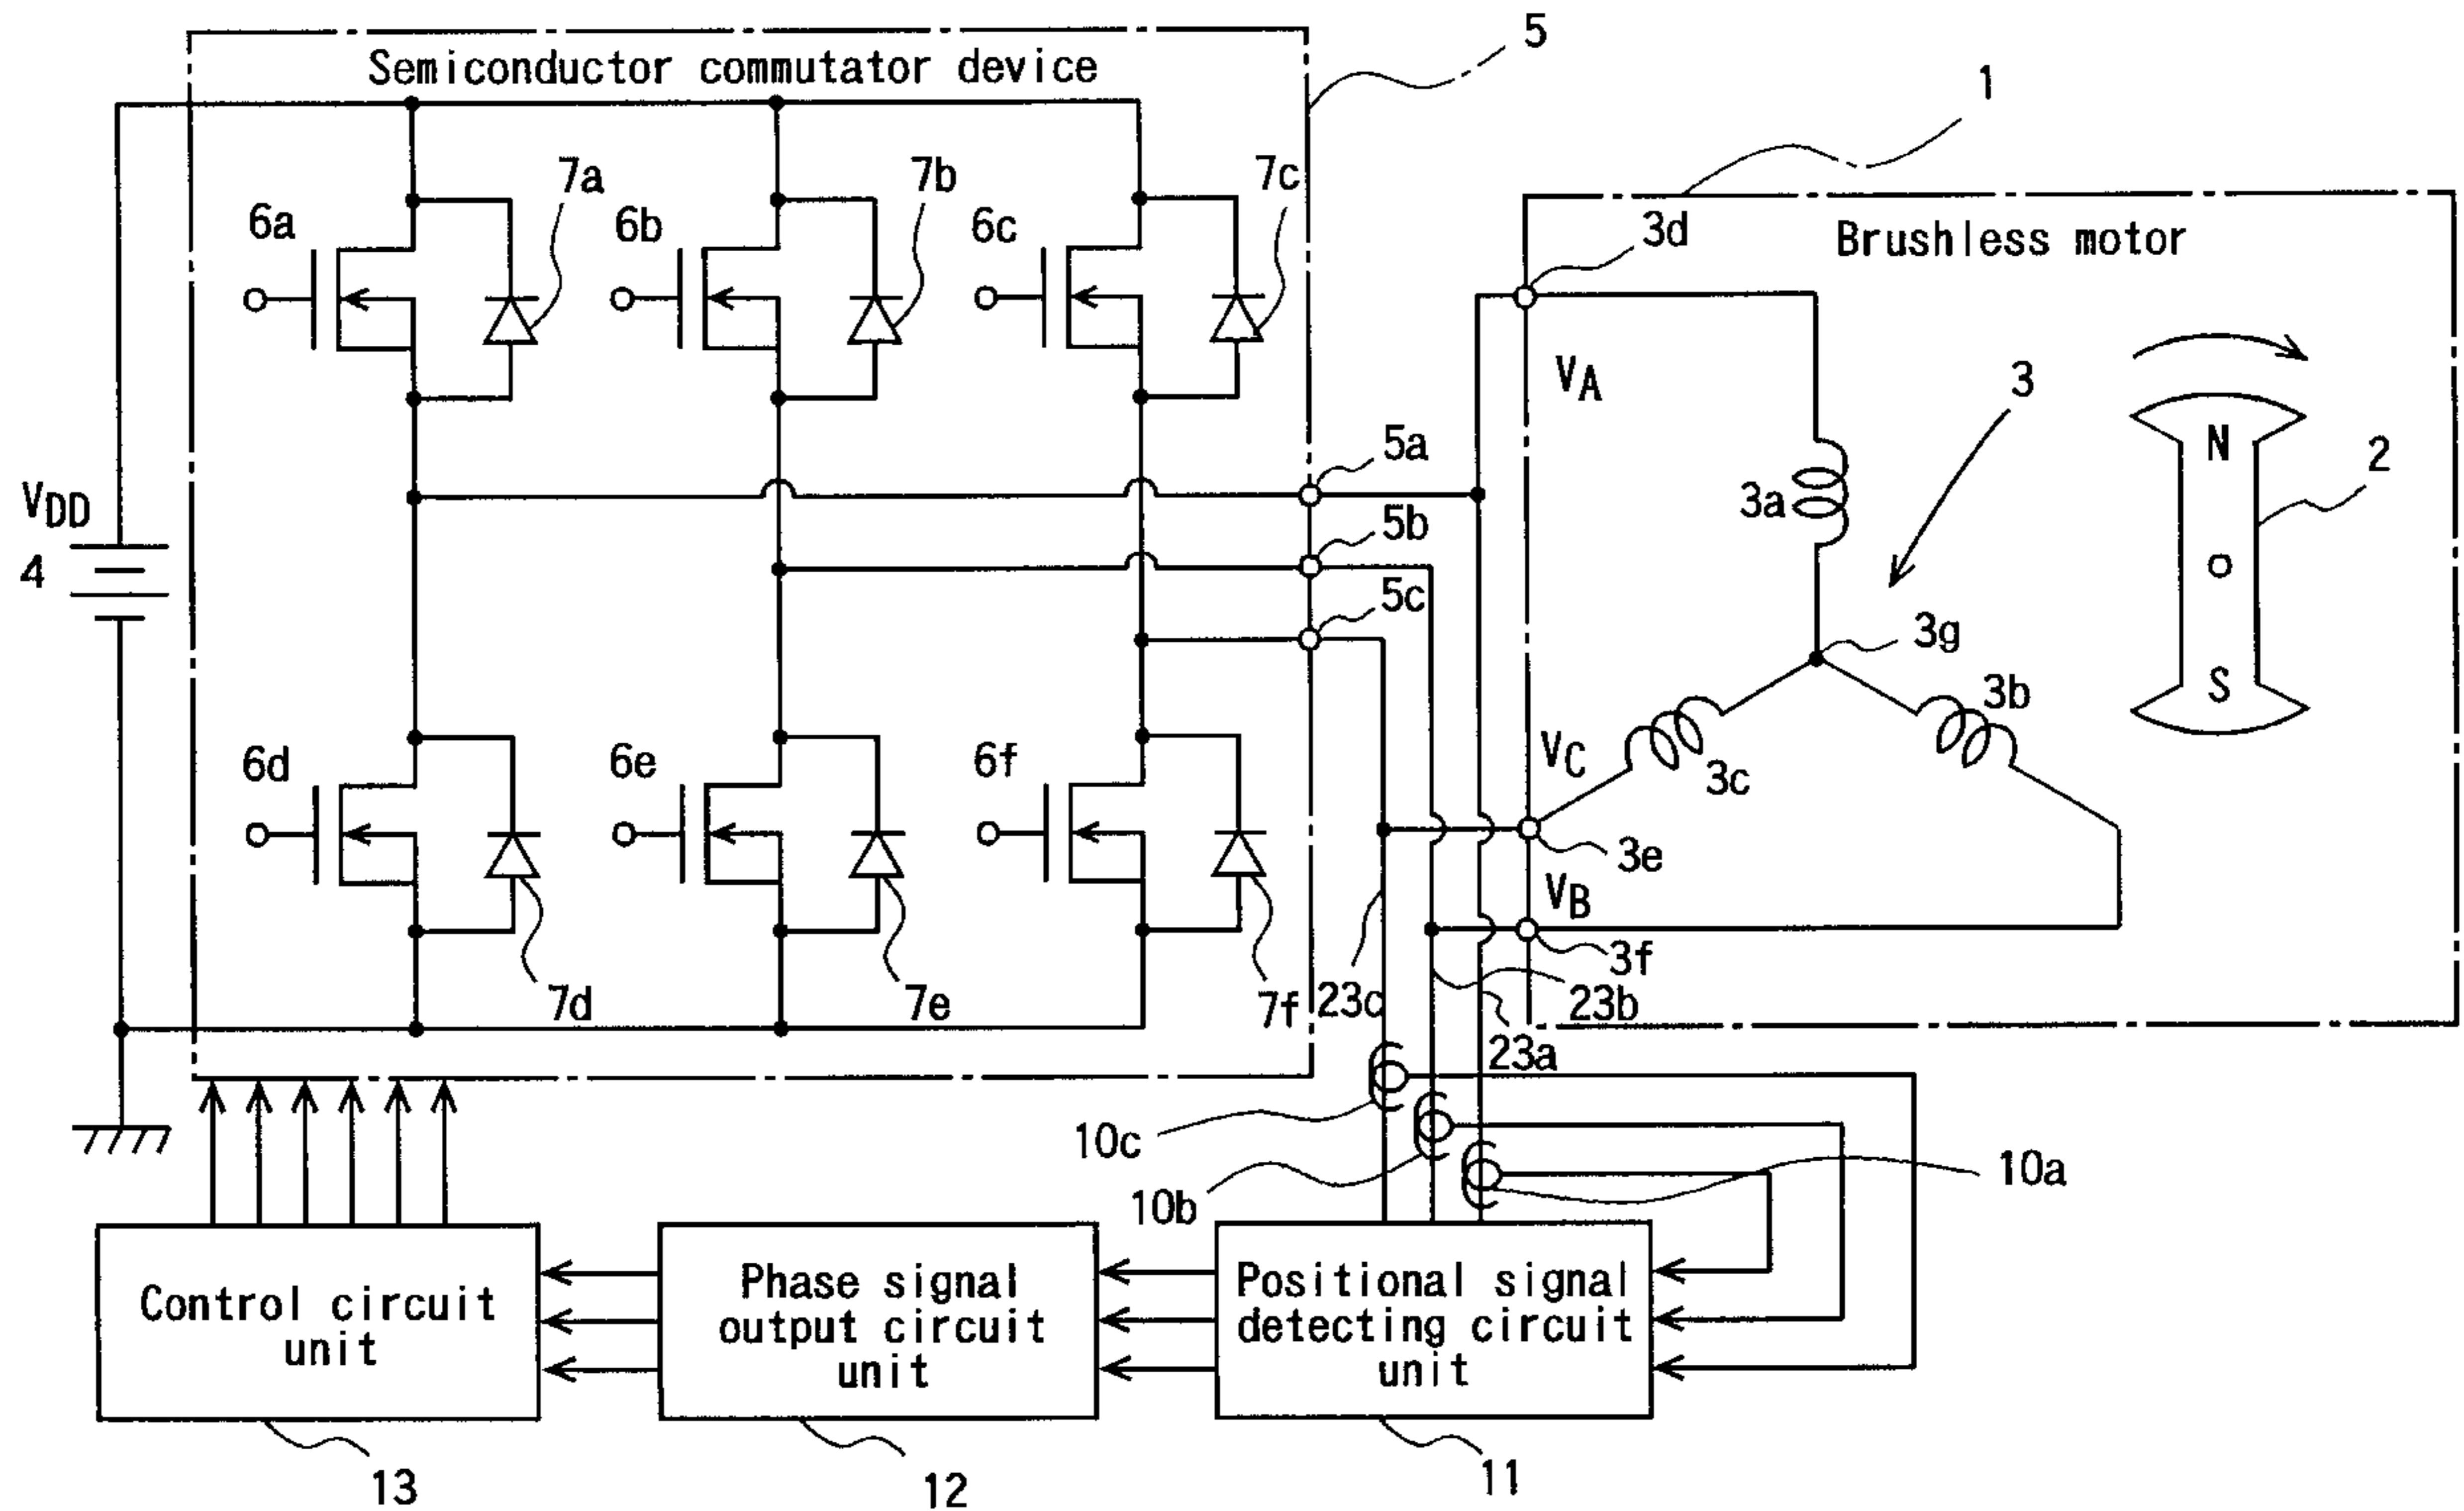 5
Semiconductor commutator device
1
7a
7b
7c
6a
6b
6c
3d
Brushless motor
VA
3
N
2
5a
3a
VDD
5b
4
O
5c
3g
S
3b
6d
6e
6f
VC
3c
3e
VB
3f
7d
7e
7f
23c
23b
23a
10c
10a
10b
Control circuit
unit
Phase signal
output circuit
unit
Positional signal
detecting circuit
unit
13
12
11